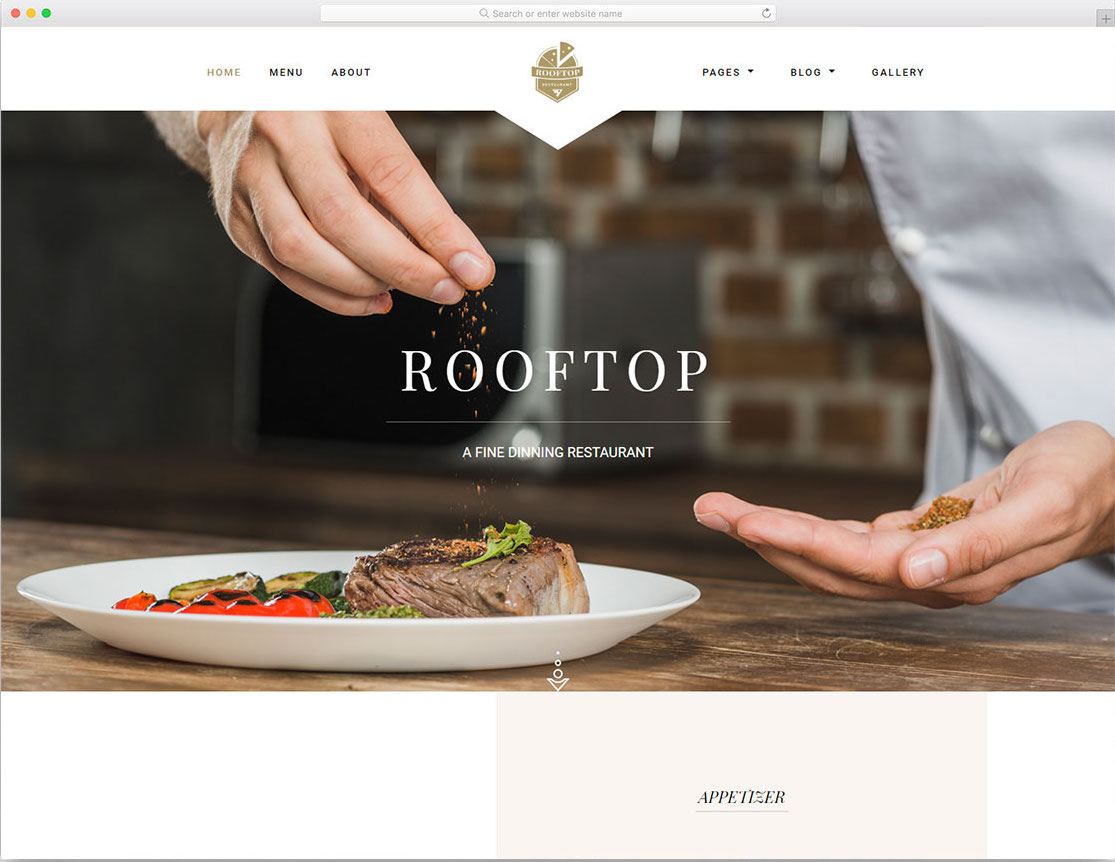 Search or enter website name
HOME MENU ABOUT
ROOFTOP
RESTAURANT
PAGES BLOG GALLERY
ROOFTOP
A FINE DINNING RESTAURANT
APPETIZER